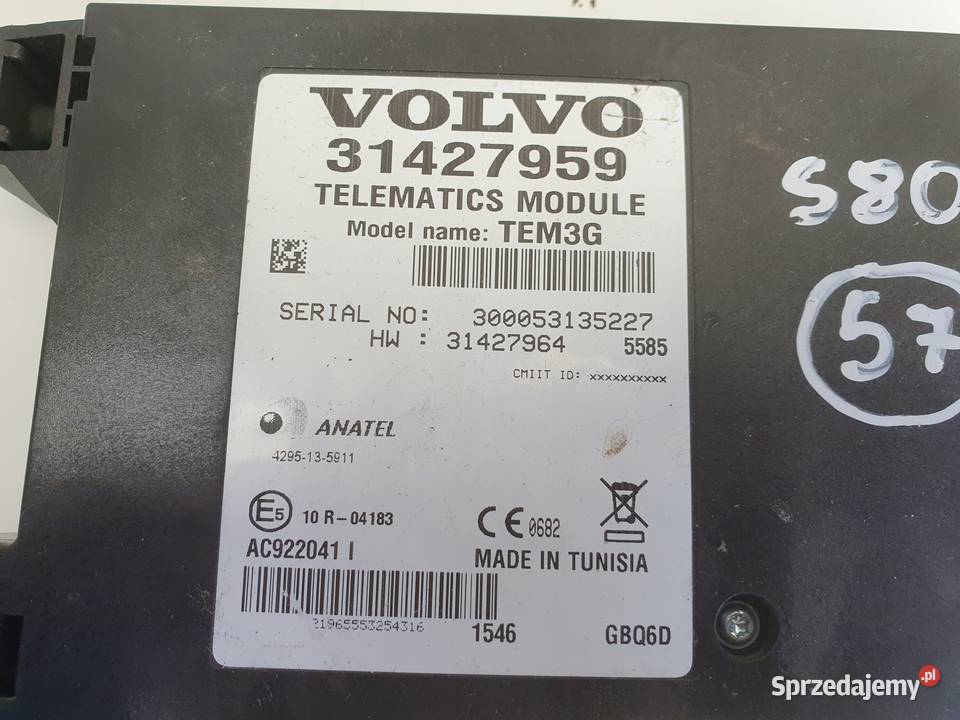 VOLVO
31427959
TELEMATICS MODULE
Model name: TEM3G
SERIAL NO: 300053135227
HW : 31427964 5585
CMIIT ID: xxxxxxxxxx
ANATEL
4295-13-5911
E5 10 R-04183
CE 0682
AC922041 I
MADE IN TUNISIA
21965553254316
1546 GBQ6D
S80
57
Sprzedajemy.pl